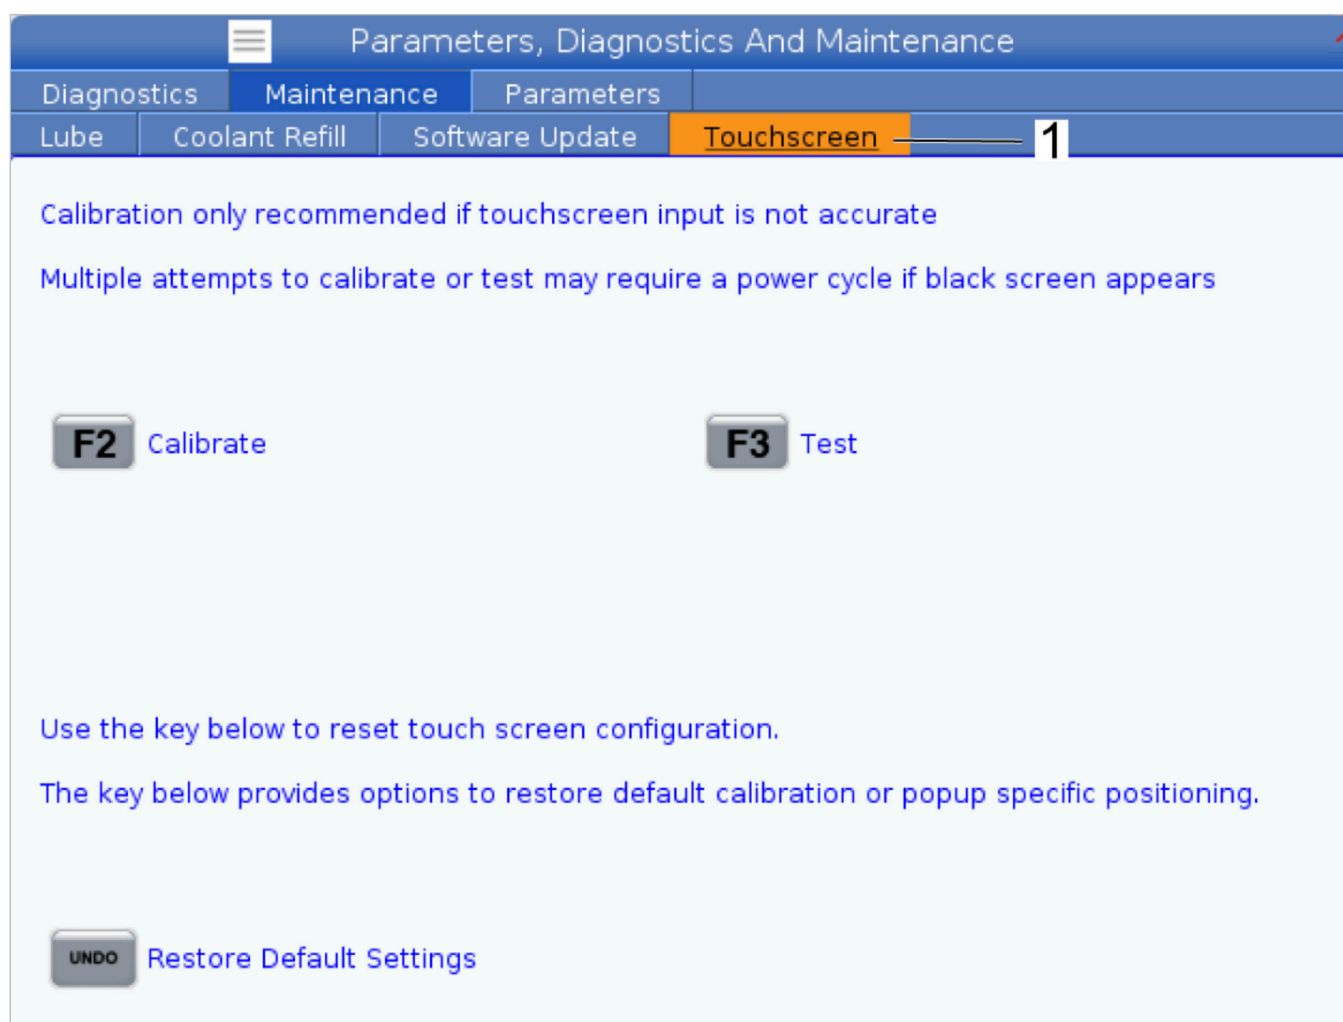 Parameters, Diagnostics And Maintenance
Diagnostics Maintenance Parameters
Lube Coolant Refill Software Update Touchscreen 1
Calibration only recommended if touchscreen input is not accurate
Multiple attempts to calibrate or test may require a power cycle if black screen appears
F2 Calibrate F3 Test
Use the key below to reset touch screen configuration.
The key below provides options to restore default calibration or popup specific positioning.
UNDO Restore Default Settings